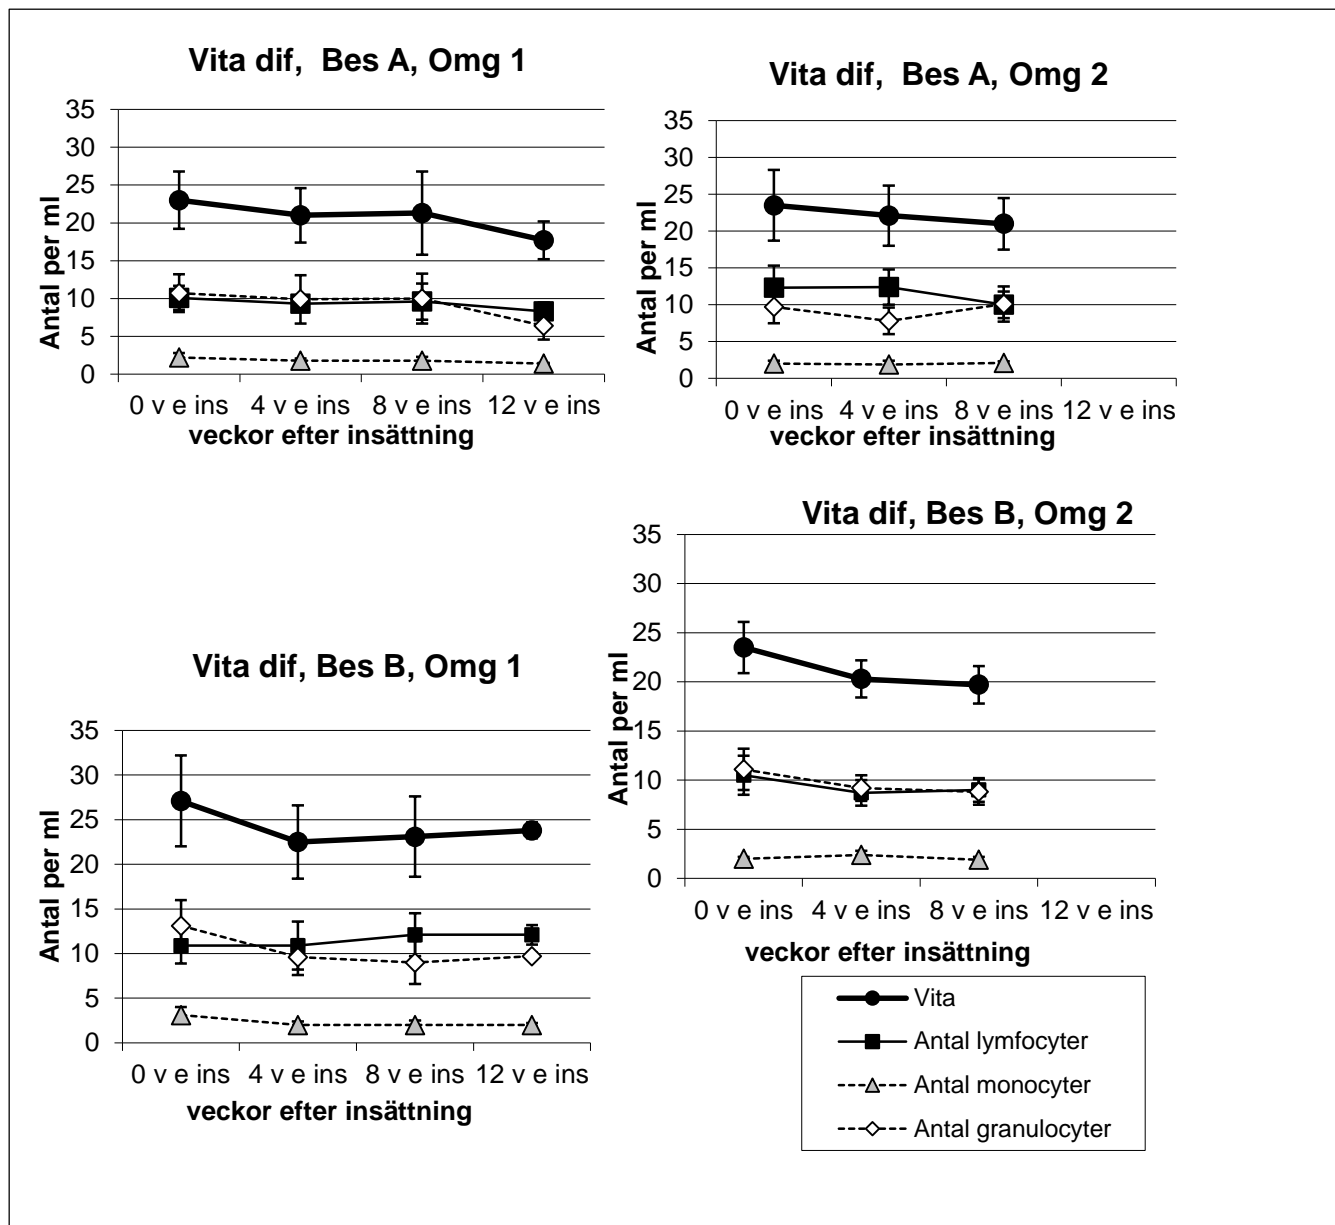 Vita dif,  Bes A, Omg 1
Antal per ml
35
30
25
20
15
10
5
0
0 v e ins 4 v e ins 8 v e ins 12 v e ins
veckor efter insättning
Vita dif,  Bes A, Omg 2
Antal per ml
35
30
25
20
15
10
5
0
0 v e ins 4 v e ins 8 v e ins 12 v e ins
veckor efter insättning
Vita dif, Bes B, Omg 1
Antal per ml
35
30
25
20
15
10
5
0
0 v e ins 4 v e ins 8 v e ins 12 v e ins
veckor efter insättning
Vita dif, Bes B, Omg 2
Antal per ml
35
30
25
20
15
10
5
0
0 v e ins 4 v e ins 8 v e ins 12 v e ins
veckor efter insättning
Vita
Antal lymfocyter
Antal monocyter
Antal granulocyter